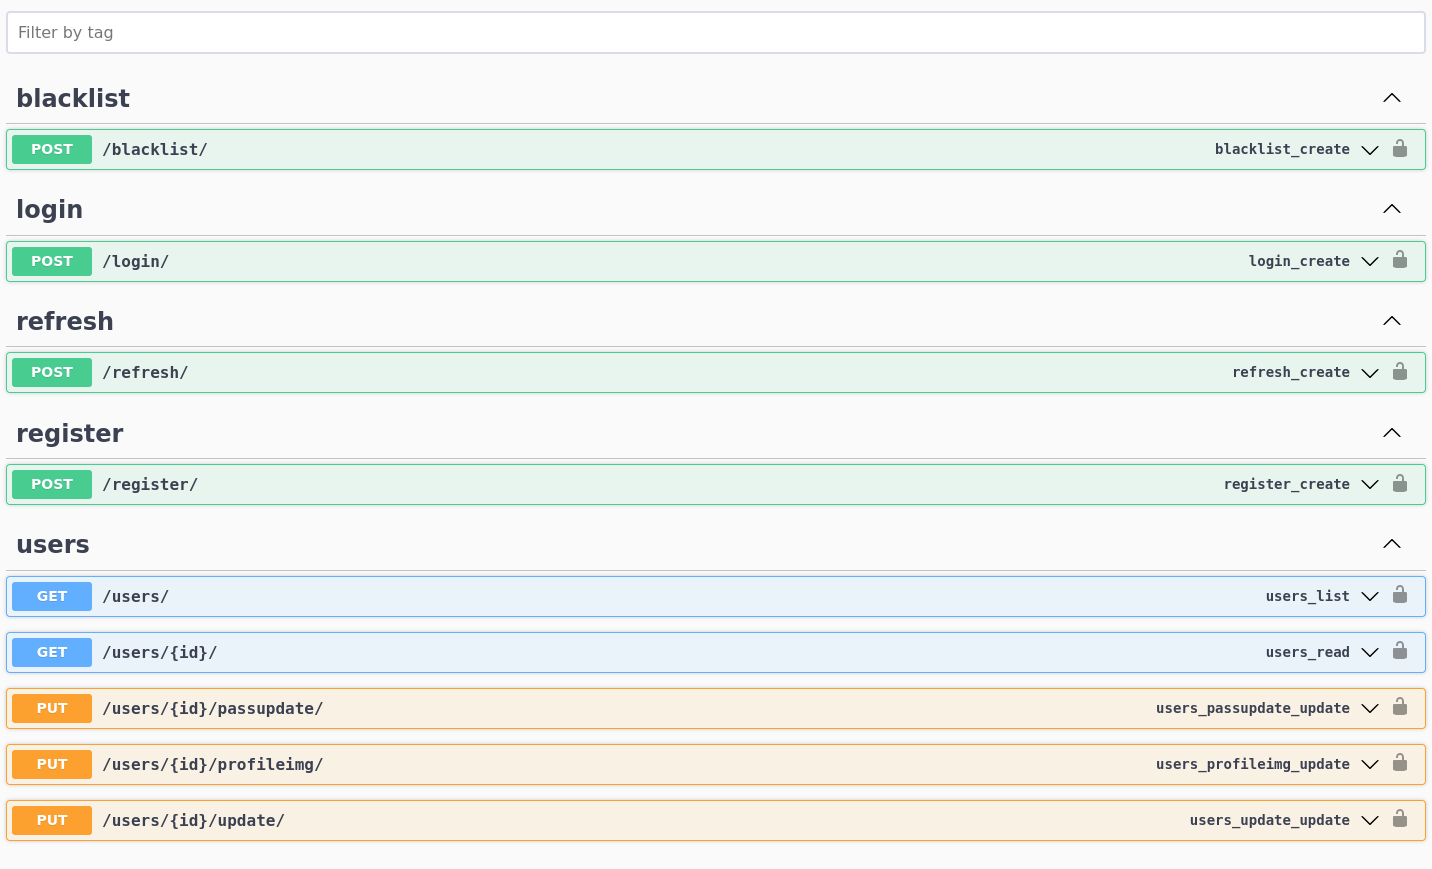 Filter by tag
blacklist
POST /blacklist/ blacklist_create
login
POST /login/ login_create
refresh
POST /refresh/ refresh_create
register
POST /register/ register_create
users
GET /users/ users_list
GET /users/{id}/ users_read
PUT /users/{id}/passupdate/ users_passupdate_update
PUT /users/{id}/profileimg/ users_profileimg_update
PUT /users/{id}/update/ users_update_update